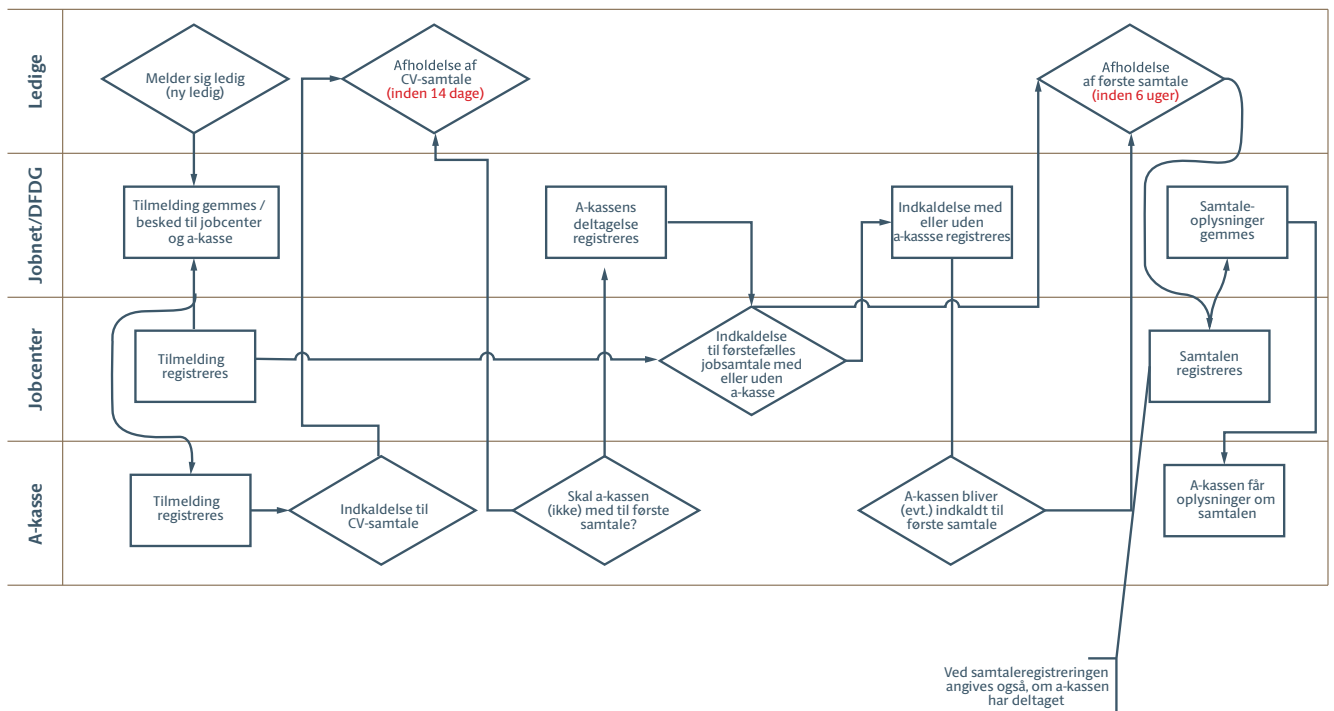 Ledige
Melder sig ledig
(ny ledig)
Afholdelse af
CV-samtale
(inden 14 dage)
Afholdelse
af første samtale
(inden 6 uger)
Jobnet/DFDG
Tilmelding gemmes /
besked til jobcenter
og a-kasse
A-kassens
deltagelse
registreres
Indkaldelse med
eller uden
a-kassse registreres
Samtale-
oplysninger
gemmes
Jobcenter
Tilmelding
registreres
Indkaldelse
til førstefælles
jobsamtale med
eller uden
a-kasse
Samtalen
registreres
A-kasse
Tilmelding
registreres
Indkaldelse til
CV-samtale
Skal a-kassen
(ikke) med til første
samtale?
A-kassen bliver
(evt.) indkaldt til
første samtale
A-kassen får
oplysninger om
samtalen
Ved samtaleregistreringen
angives også, om a-kassen
har deltaget